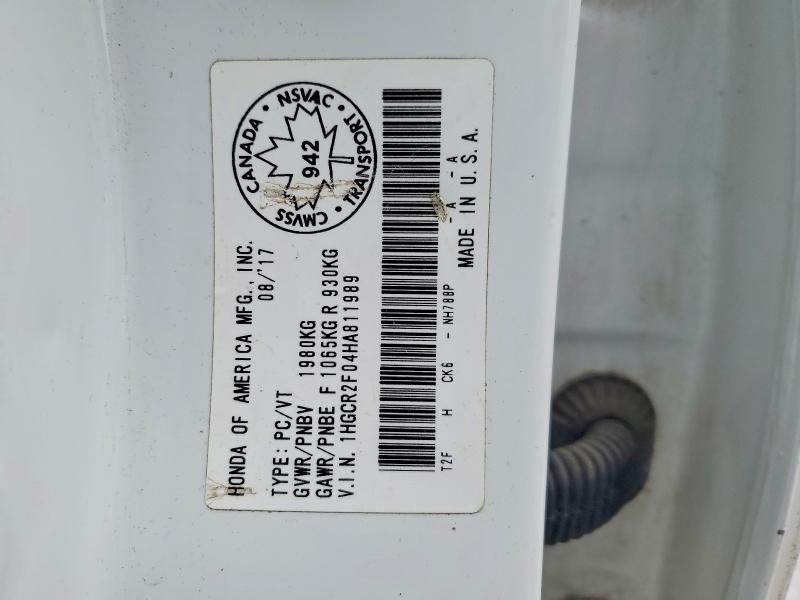 HONDA OF AMERICA MFG., INC.
08/'17
TYPE: PC/VT
GVWR/PNBV 1980KG
GAWR/PNBE F 1065KG R 930KG
V.I.N. 1HGCR2F04HA811989
CANADA • NSVAC • TRANSPORT • CMVSS
942
T2F H CK6 - NH788P - A - A
MADE IN U.S.A.